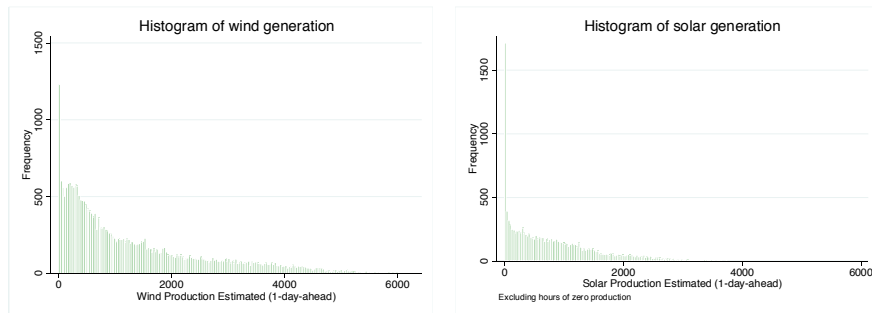 Histogram of wind generation
1500
1000
500
0
Frequency
0 2000 4000 6000
Wind Production Estimated (1-day-ahead)
Histogram of solar generation
1500
1000
500
0
Frequency
0 2000 4000 6000
Solar Production Estimated (1-day-ahead)
Excluding hours of zero production